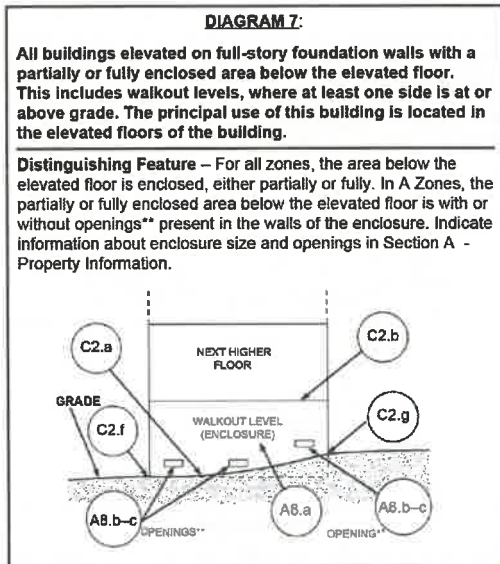 DIAGRAM 7:
All buildings elevated on full-story foundation walls with a
partially or fully enclosed area below the elevated floor.
This includes walkout levels, where at least one side is at or
above grade. The principal use of this building is located in
the elevated floors of the building.
Distinguishing Feature – For all zones, the area below the
elevated floor is enclosed, either partially or fully. In A Zones, the
partially or fully enclosed area below the elevated floor is with or
without openings** present in the walls of the enclosure. Indicate
information about enclosure size and openings in Section A -
Property Information.
C2.a
NEXT HIGHER
FLOOR
C2.b
GRADE
C2.f
WALKOUT LEVEL
(ENCLOSURE)
C2.g
A8.b–c
OPENINGS**
A8.a
OPENING**
A8.b–c